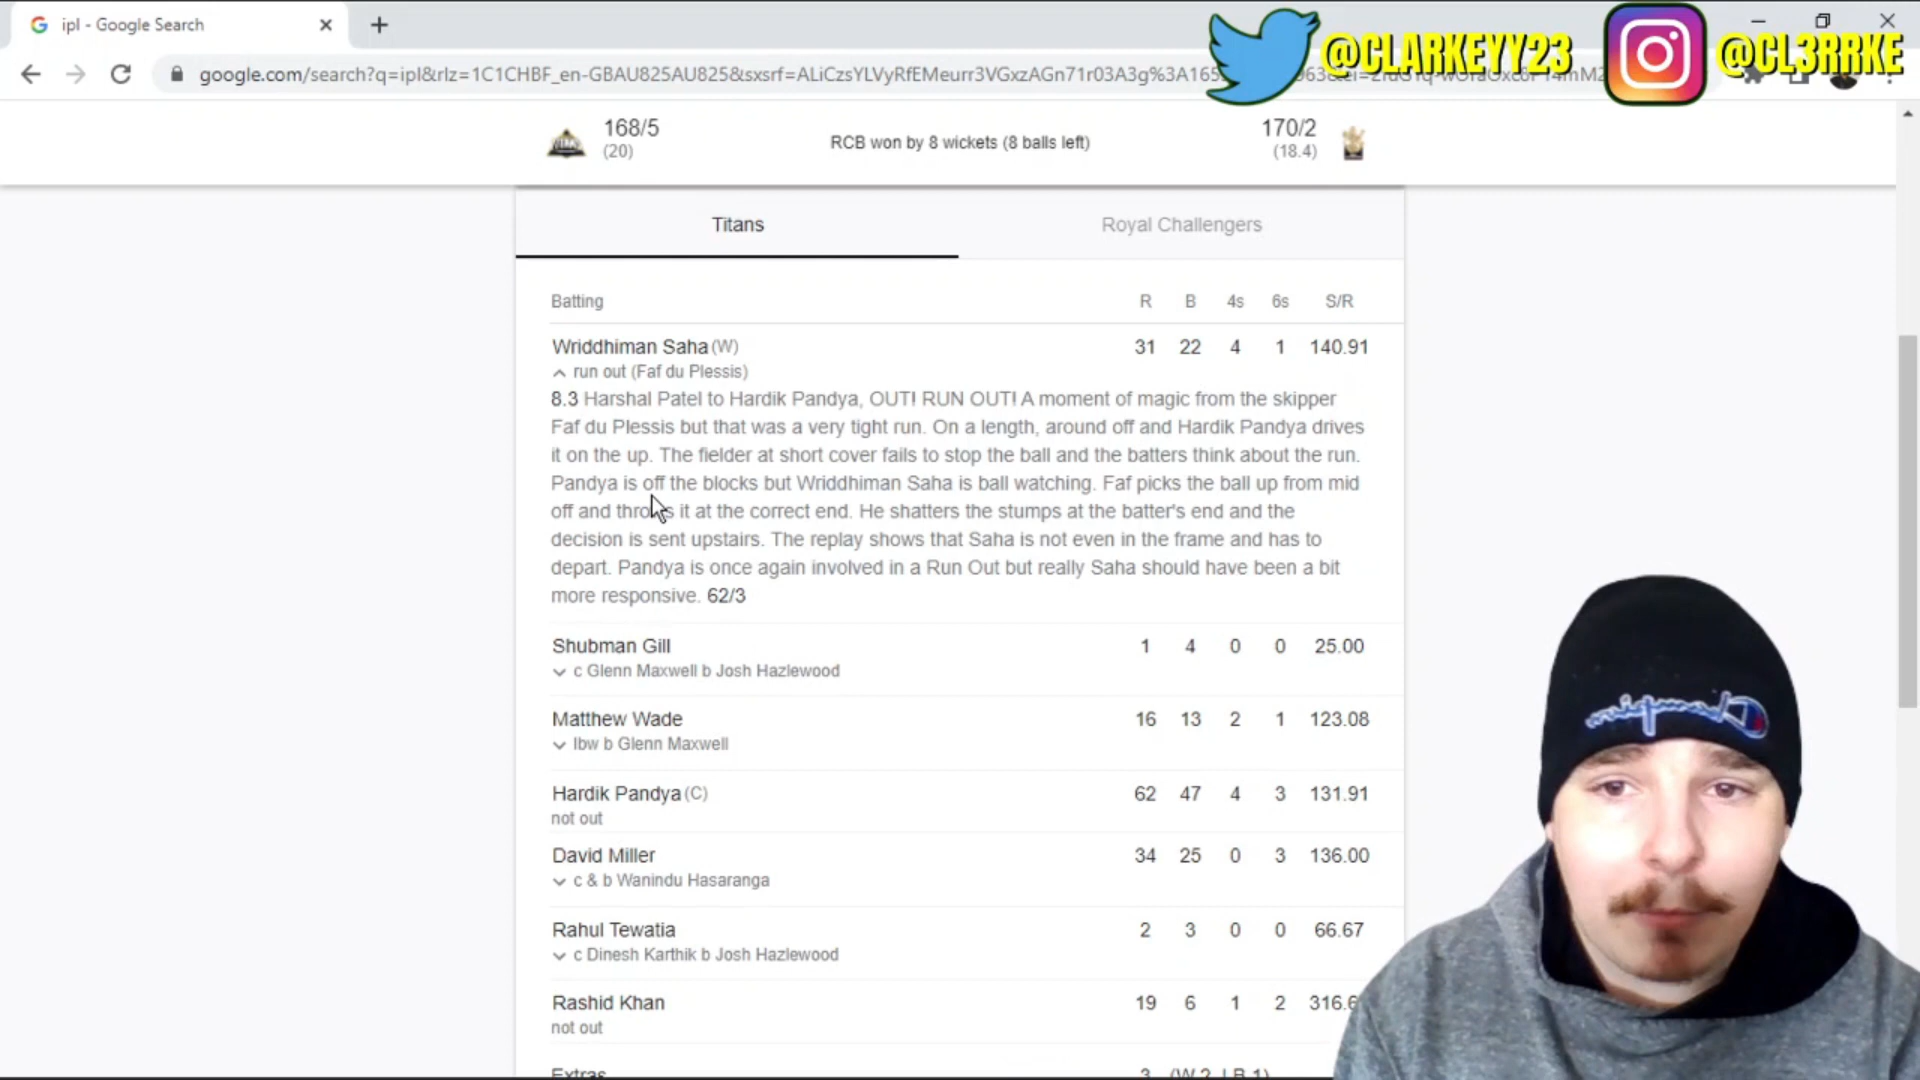 ipl - Google Search
@CLARKEYY23
@CL3RRKE
google.com/search?q=ipl&rlz=1C1CHBF_en-GBAU825AU825&sxsrf=ALiCzsYLVyRfEMeurr3VGxzAGn71r03A3g%3A165
168/5
(20)
RCB won by 8 wickets (8 balls left)
170/2
(18.4)
Titans
Royal Challengers
Batting R B 4s 6s S/R
Wriddhiman Saha (W) 31 22 4 1 140.91
run out (Faf du Plessis)
8.3 Harshal Patel to Hardik Pandya, OUT! RUN OUT! A moment of magic from the skipper
Faf du Plessis but that was a very tight run. On a length, around off and Hardik Pandya drives
it on the up. The fielder at short cover fails to stop the ball and the batters think about the run.
Pandya is off the blocks but Wriddhiman Saha is ball watching. Faf picks the ball up from mid
off and throws it at the correct end. He shatters the stumps at the batter's end and the
decision is sent upstairs. The replay shows that Saha is not even in the frame and has to
depart. Pandya is once again involved in a Run Out but really Saha should have been a bit
more responsive. 62/3
Shubman Gill 1 4 0 0 25.00
c Glenn Maxwell b Josh Hazlewood
Matthew Wade 16 13 2 1 123.08
lbw b Glenn Maxwell
Hardik Pandya (C) 62 47 4 3 131.91
not out
David Miller 34 25 0 3 136.00
c & b Wanindu Hasaranga
Rahul Tewatia 2 3 0 0 66.67
c Dinesh Karthik b Josh Hazlewood
Rashid Khan 19 6 1 2 316.6
not out
Extras 3 (W 2, LB 1)
Champion